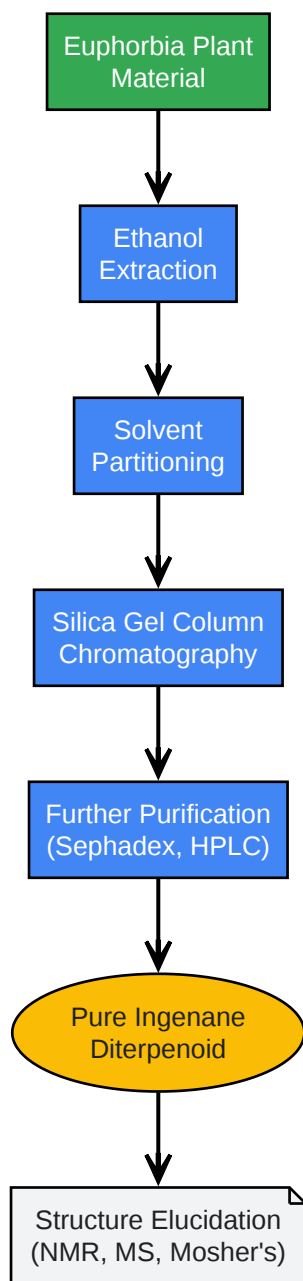 Euphorbia Plant
Material
Ethanol
Extraction
Solvent
Partitioning
Silica Gel Column
Chromatography
Further Purification
(Sephadex, HPLC)
Pure Ingenane
Diterpenoid
Structure Elucidation
(NMR, MS, Mosher's)